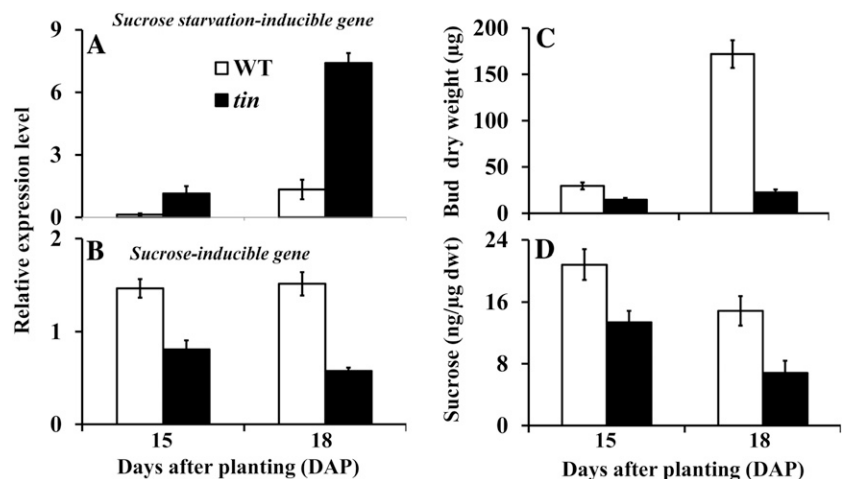 Sucrose starvation-inducible gene
A
WT
tin
9
6
3
0
Relative expression level
B
Sucrose-inducible gene
2
1
0
15 18
Days after planting (DAP)
C
200
150
100
50
0
Bud dry weight (µg)
D
24
16
8
0
Sucrose (ng/µg dwt)
15 18
Days after planting (DAP)